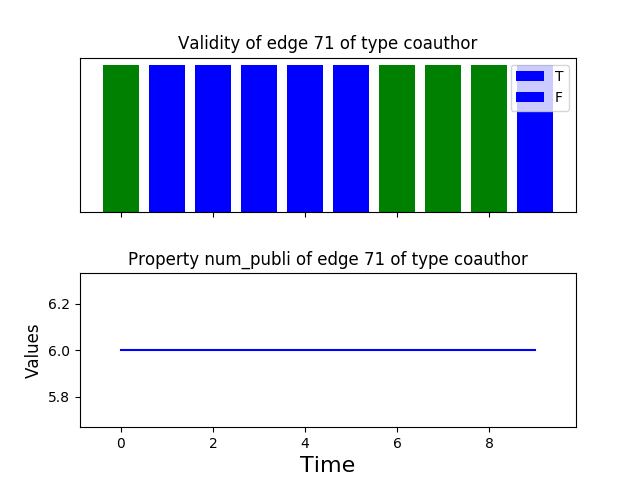 Validity of edge 71 of type coauthor
T
F
Property num_publi of edge 71 of type coauthor
6.2
6.0
5.8
Values
0 2 4 6 8
Time